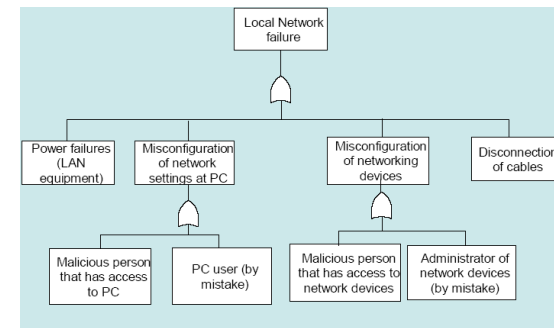 Local Network
failure
Power failures
(LAN
equipment)
Misconfiguration
of network
settings at PC
Misconfiguration
of networking
devices
Disconnection
of cables
Malicious person
that has access
to PC
PC user (by
mistake)
Malicious person
that has access to
network devices
Administrator of
network devices
(by mistake)